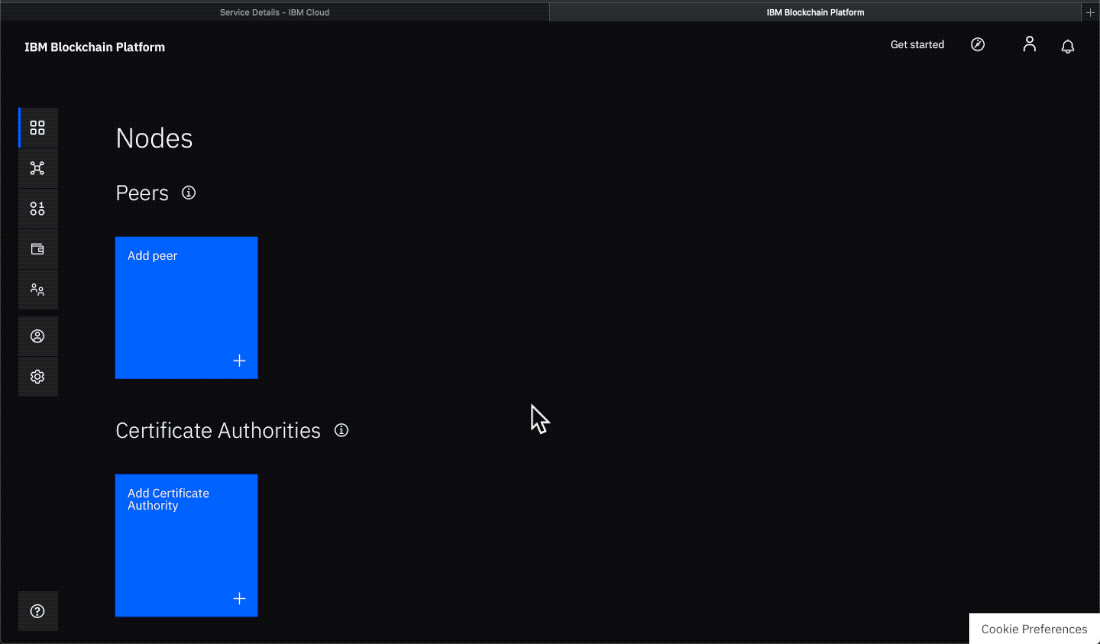 Service Details - IBM Cloud
IBM Blockchain Platform
IBM Blockchain Platform
Get started
Nodes
Peers
Add peer
Certificate Authorities
Add Certificate
Authority
Cookie Preferences